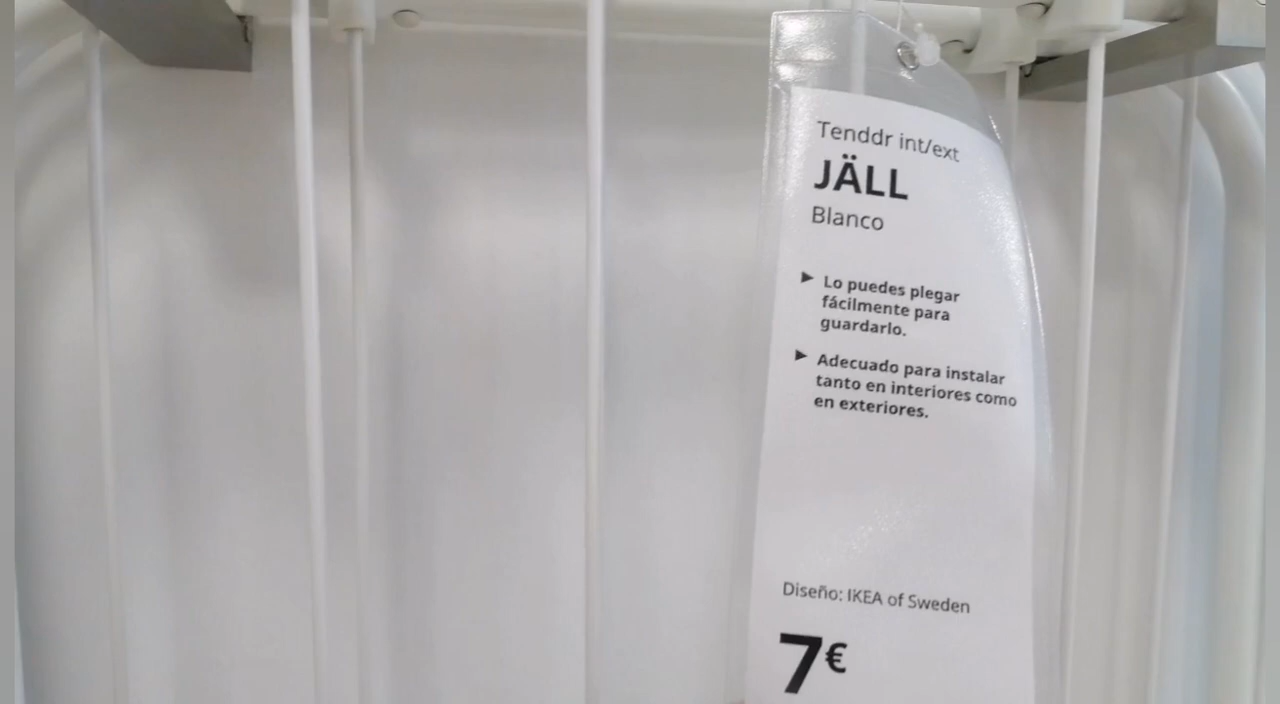 Tenddr int/ext
JÄLL
Blanco
► Lo puedes plegar
fácilmente para
guardarlo.
► Adecuado para instalar
tanto en interiores como
en exteriores.
Diseño: IKEA of Sweden
7€